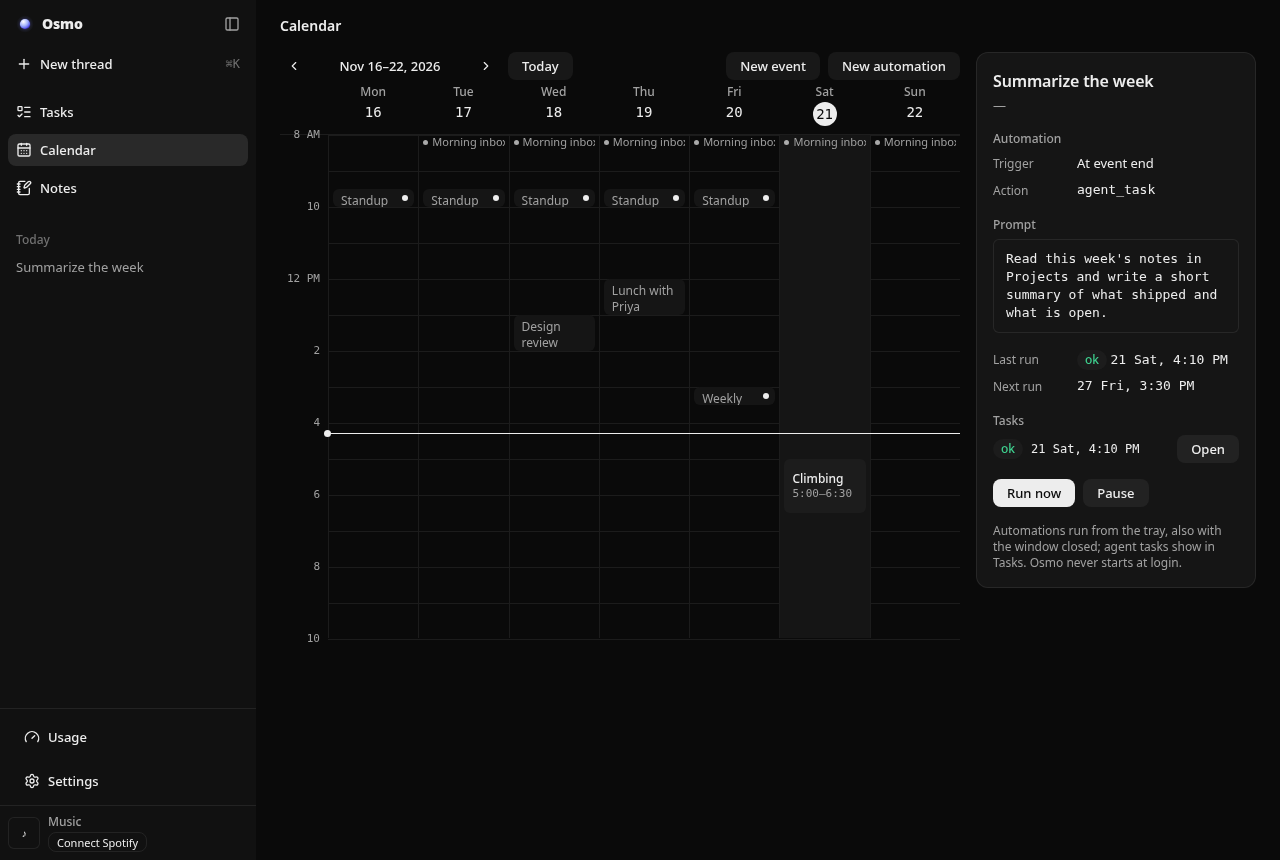 Osmo
New thread
⌘K
Tasks
Calendar
Notes
Today
Summarize the week
Usage
Settings
♪
Music
Connect Spotify
Calendar
Nov 16–22, 2026
Today
New event
New automation
Mon Tue Wed Thu Fri Sat Sun
16 17 18 19 20 21 22
8 AM
Morning inbox Morning inbox Morning inbox Morning inbox Morning inbox Morning inbox
Standup Standup Standup Standup Standup
10
12 PM
Lunch with
Priya
Design
review
2
Weekly
4
Climbing
5:00–6:30
6
8
10
Summarize the week
—
Automation
Trigger At event end
Action agent_task
Prompt
Read this week's notes in
Projects and write a short
summary of what shipped and
what is open.
Last run ok 21 Sat, 4:10 PM
Next run 27 Fri, 3:30 PM
Tasks
ok 21 Sat, 4:10 PM Open
Run now Pause
Automations run from the tray, also with
the window closed; agent tasks show in
Tasks. Osmo never starts at login.